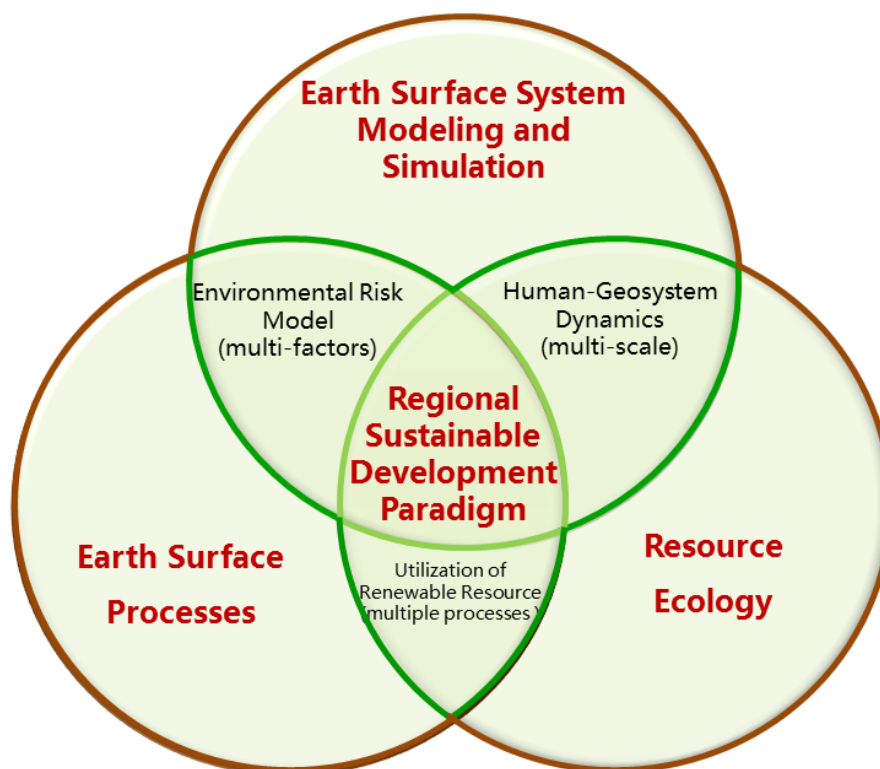 Earth Surface System
Modeling and
Simulation
Environmental Risk
Model
(multi-factors)
Human-Geosystem
Dynamics
(multi-scale)
Regional
Sustainable
Development
Paradigm
Earth Surface
Processes
Utilization of
Renewable Resource
(multiple processes )
Resource
Ecology